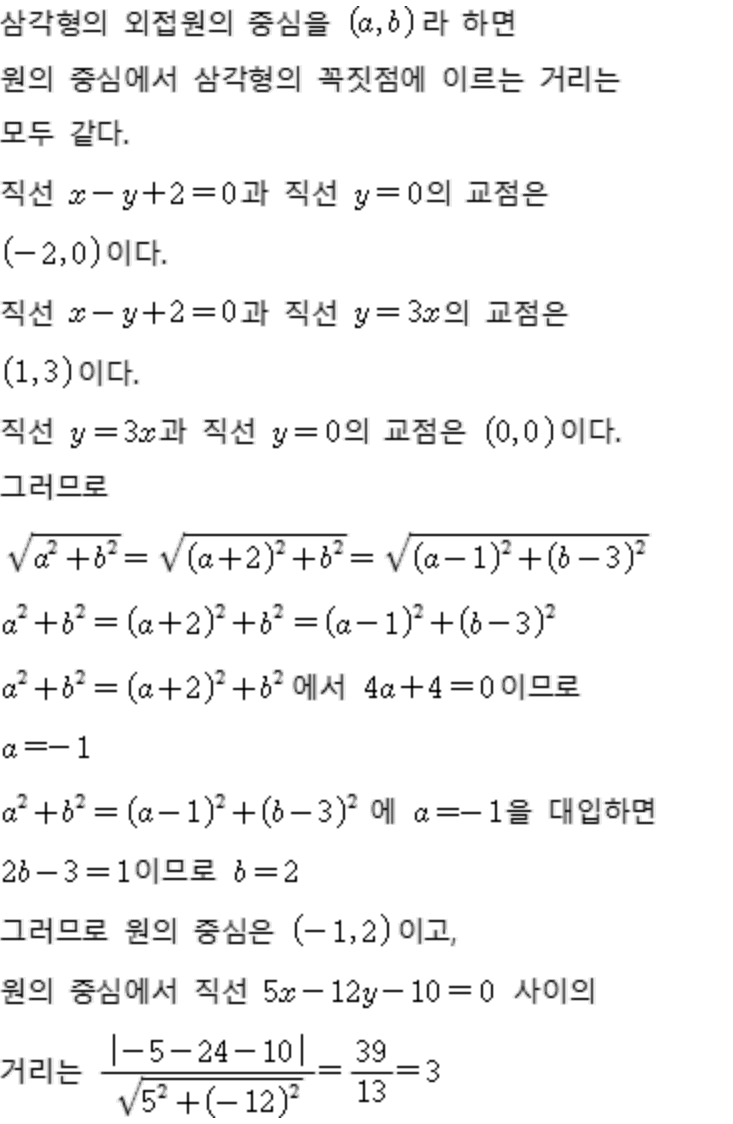 삼각형의 외접원의 중심을 (a,b)라 하면
원의 중심에서 삼각형의 꼭짓점에 이르는 거리는
모두 같다.
직선 x-y+2=0과 직선 y=0의 교점은
(-2,0)이다.
직선 x-y+2=0과 직선 y=3x의 교점은
(1,3)이다.
직선 y=3x과 직선 y=0의 교점은 (0,0)이다.
그러므로
√(a²+b²)=√((a+2)²+b²)=√((a-1)²+(b-3)²)
a²+b²=(a+2)²+b²=(a-1)²+(b-3)²
a²+b²=(a+2)²+b²에서 4a+4=0이므로
a=-1
a²+b²=(a-1)²+(b-3)² 에 a=-1을 대입하면
2b-3=1이므로 b=2
그러므로 원의 중심은 (-1,2)이고,
원의 중심에서 직선 5x-12y-10=0 사이의
거리는 |-5-24-10|/√(5²+(-12)²)=39/13=3